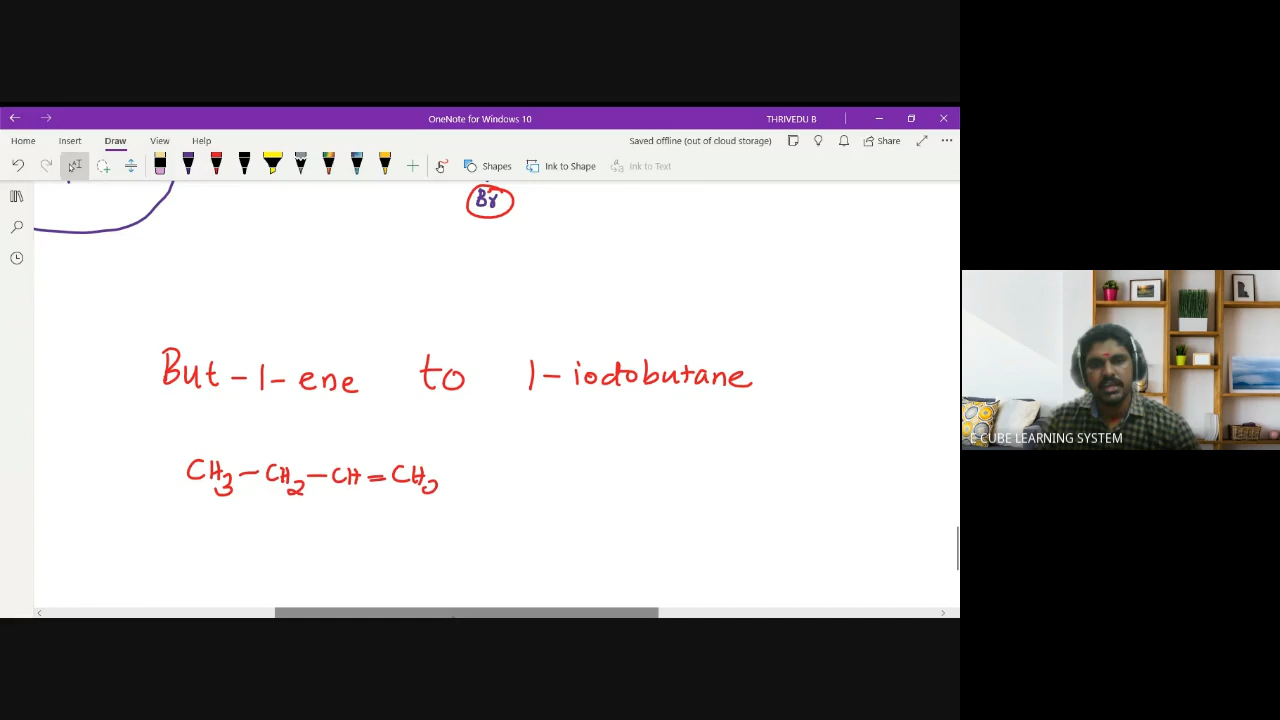 OneNote for Windows 10
THRIVEDU B
Home Insert Draw View Help
Saved offline (out of cloud storage)
Share
Shapes
Ink to Shape
Ink to Text
Br
But-1-ene to 1-iodobutane
CH3-CH2-CH=CH2
E CUBE LEARNING SYSTEM